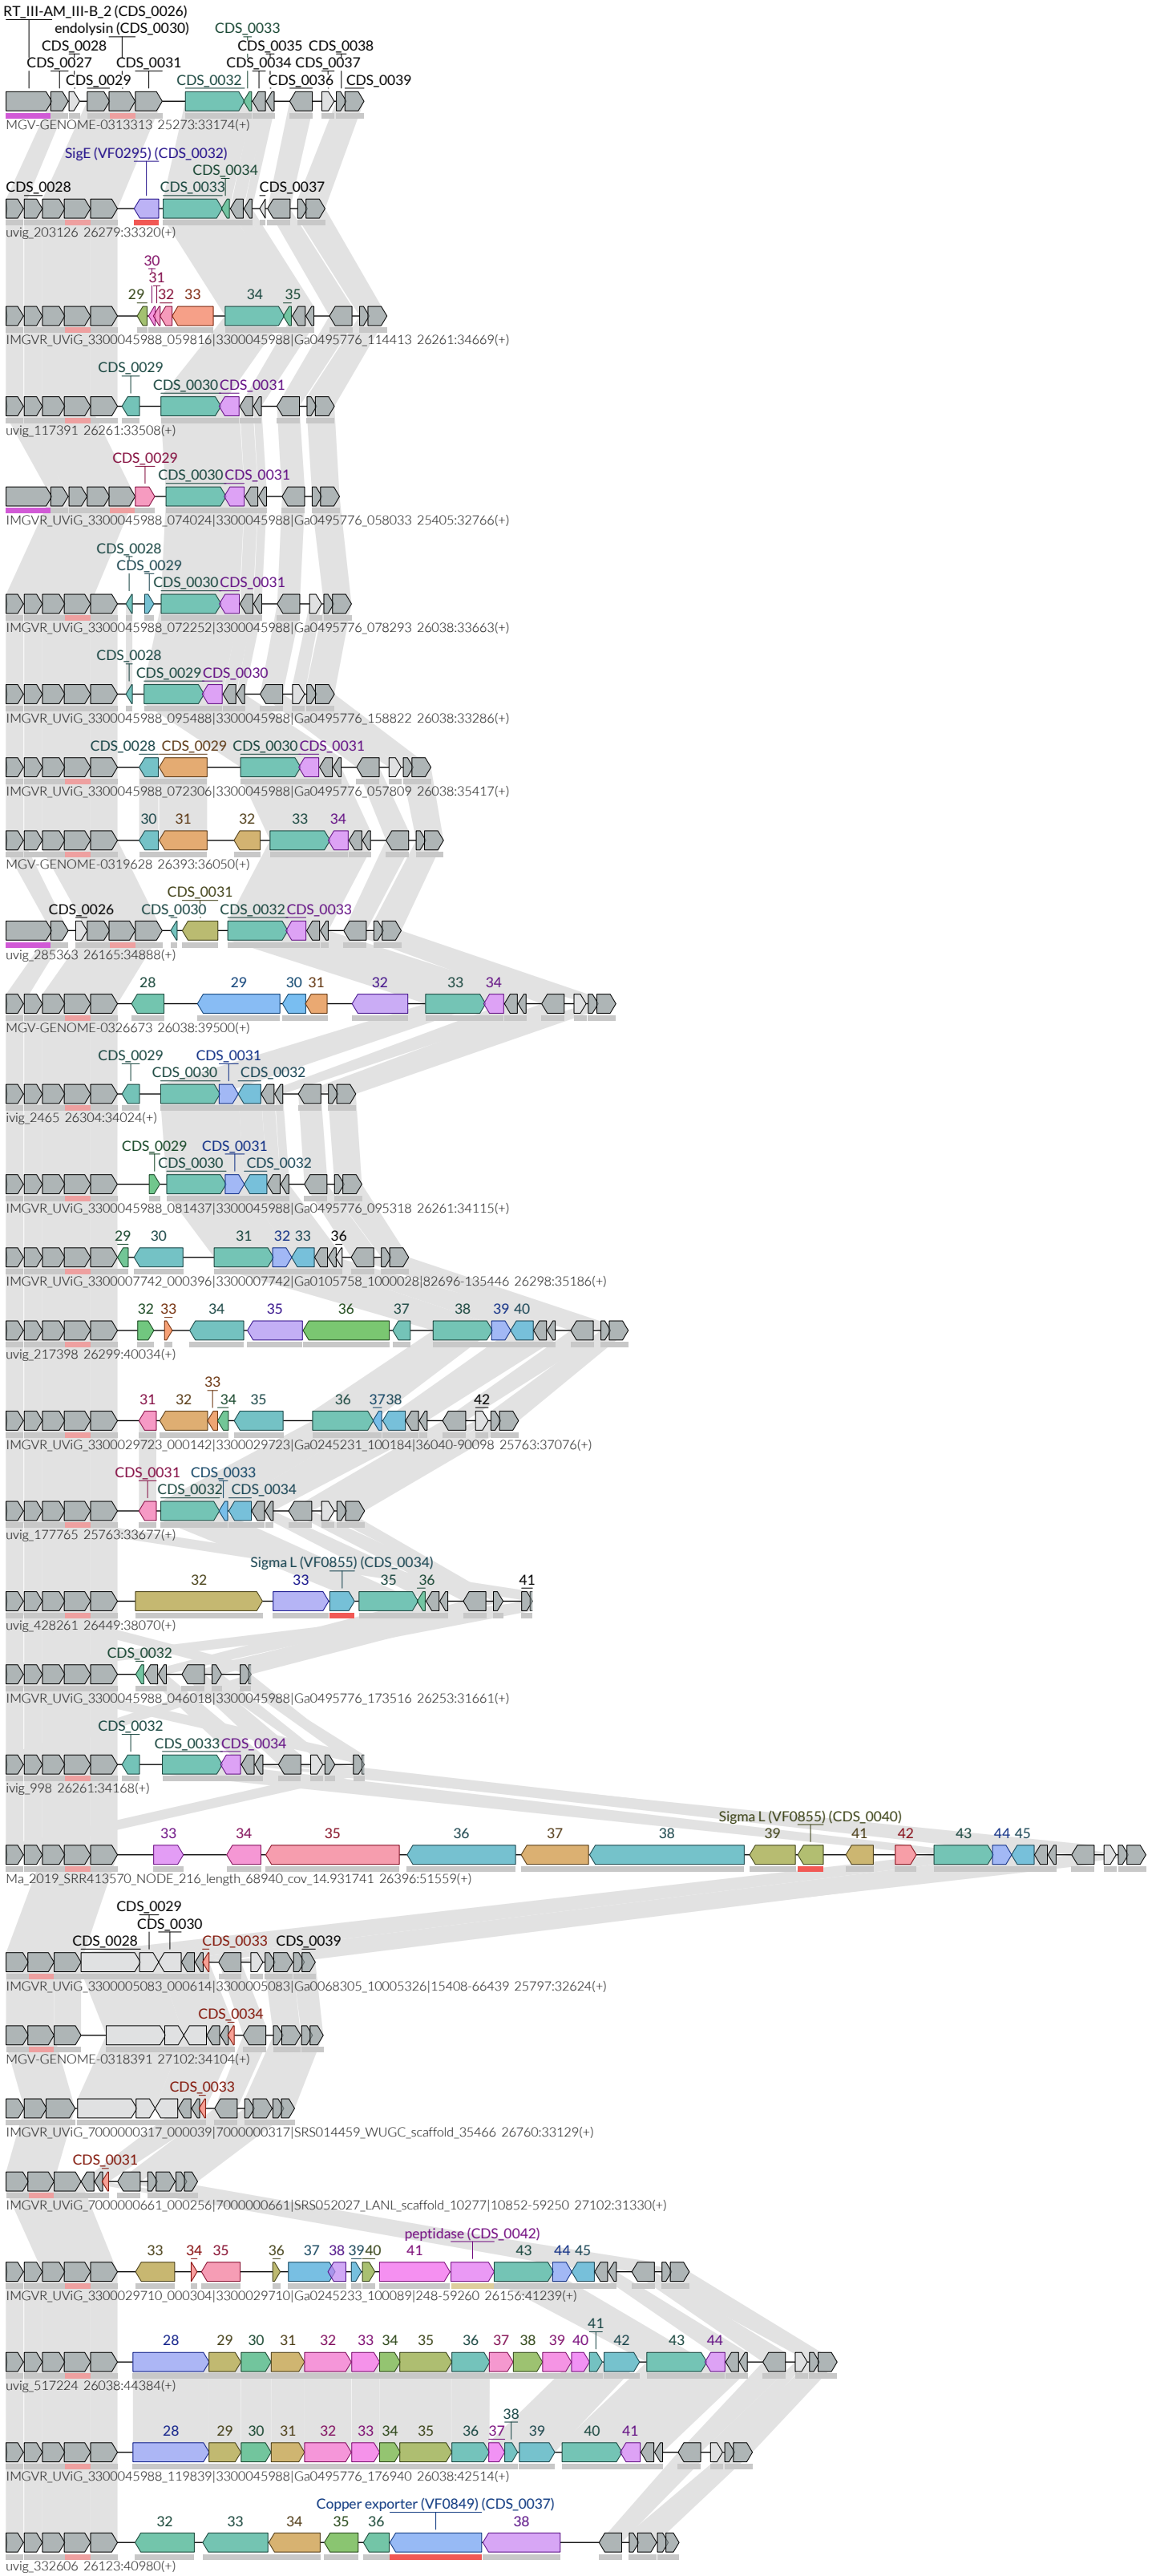 RT_III-AM_III-B_2 (CDS_0026)
endolysin (CDS_0030) CDS_0033
CDS_0028 CDS_0035 CDS_0038
CDS_0027 CDS_0031 CDS_0034 CDS_0037
CDS_0029 CDS_0032 CDS_0036 CDS_0039
MGV-GENOME-0313313 25273:33174(+)
SigE (VF0295) (CDS_0032)
CDS_0034
CDS_0028 CDS_0033 CDS_0037
uvig_203126 26279:33320(+)
30
31
29 32 33 34 35
IMGVR_UViG_3300045988_059816|3300045988|Ga0495776_114413 26261:34669(+)
CDS_0029
CDS_0030 CDS_0031
uvig_117391 26261:33508(+)
CDS_0029
CDS_0030 CDS_0031
IMGVR_UViG_3300045988_074024|3300045988|Ga0495776_058033 25405:32766(+)
CDS_0028
CDS_0029
CDS_0030 CDS_0031
IMGVR_UViG_3300045988_072252|3300045988|Ga0495776_078293 26038:33663(+)
CDS_0028
CDS_0029 CDS_0030
IMGVR_UViG_3300045988_095488|3300045988|Ga0495776_158822 26038:33286(+)
CDS_0028 CDS_0029 CDS_0030 CDS_0031
IMGVR_UViG_3300045988_072306|3300045988|Ga0495776_057809 26038:35417(+)
30 31 32 33 34
MGV-GENOME-0319628 26393:36050(+)
CDS_0031
CDS_0026 CDS_0030 CDS_0032 CDS_0033
uvig_285363 26165:34888(+)
28 29 30 31 32 33 34
MGV-GENOME-0326673 26038:39500(+)
CDS_0029 CDS_0031
CDS_0030 CDS_0032
ivig_2465 26304:34024(+)
CDS_0029 CDS_0031
CDS_0030 CDS_0032
IMGVR_UViG_3300045988_081437|3300045988|Ga0495776_095318 26261:34115(+)
29 30 31 32 33 36
IMGVR_UViG_3300007742_000396|3300007742|Ga0105758_1000028|82696-135446 26298:35186(+)
32 33 34 35 36 37 38 39 40
uvig_217398 26299:40034(+)
33
31 32 34 35 36 37 38 42
IMGVR_UViG_3300029723_000142|3300029723|Ga0245231_100184|36040-90098 25763:37076(+)
CDS_0031 CDS_0033
CDS_0032 CDS_0034
uvig_177765 25763:33677(+)
Sigma L (VF0855) (CDS_0034)
32 33 35 36 41
uvig_428261 26449:38070(+)
CDS_0032
IMGVR_UViG_3300045988_046018|3300045988|Ga0495776_173516 26253:31661(+)
CDS_0032
CDS_0033 CDS_0034
ivig_998 26261:34168(+)
Sigma L (VF0855) (CDS_0040)
33 34 35 36 37 38 39 41 42 43 44 45
Ma_2019_SRR413570_NODE_216_length_68940_cov_14.931741 26396:51559(+)
CDS_0029
CDS_0030
CDS_0028 CDS_0033 CDS_0039
IMGVR_UViG_3300005083_000614|3300005083|Ga0068305_10005326|15408-66439 25797:32624(+)
CDS_0034
MGV-GENOME-0318391 27102:34104(+)
CDS_0033
IMGVR_UViG_7000000317_000039|7000000317|SRS014459_WUGC_scaffold_35466 26760:33129(+)
CDS_0031
IMGVR_UViG_7000000661_000256|7000000661|SRS052027_LANL_scaffold_10277|10852-59250 27102:31330(+)
peptidase (CDS_0042)
33 34 35 36 37 38 39 40 41 43 44 45
IMGVR_UViG_3300029710_000304|3300029710|Ga0245233_100089|248-59260 26156:41239(+)
41
28 29 30 31 32 33 34 35 36 37 38 39 40 42 43 44
uvig_517224 26038:44384(+)
38
28 29 30 31 32 33 34 35 36 37 39 40 41
IMGVR_UViG_3300045988_119839|3300045988|Ga0495776_176940 26038:42514(+)
Copper exporter (VF0849) (CDS_0037)
32 33 34 35 36 38
uvig_332606 26123:40980(+)